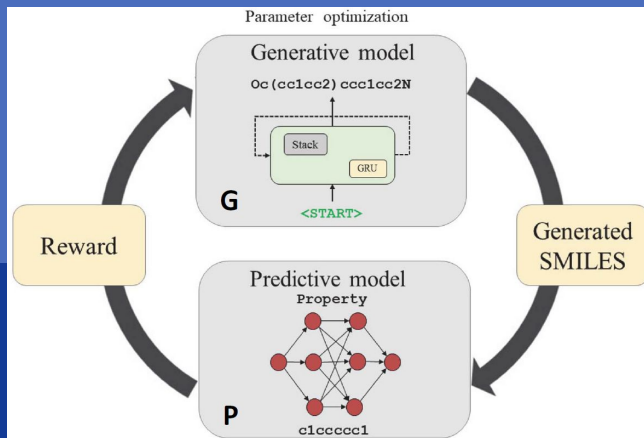 Parameter optimization
Generative model
Oc(cc1cc2)ccc1cc2N
Stack
GRU
G
<START>
Reward
Generated
SMILES
Predictive model
Property
P
c1ccccc1